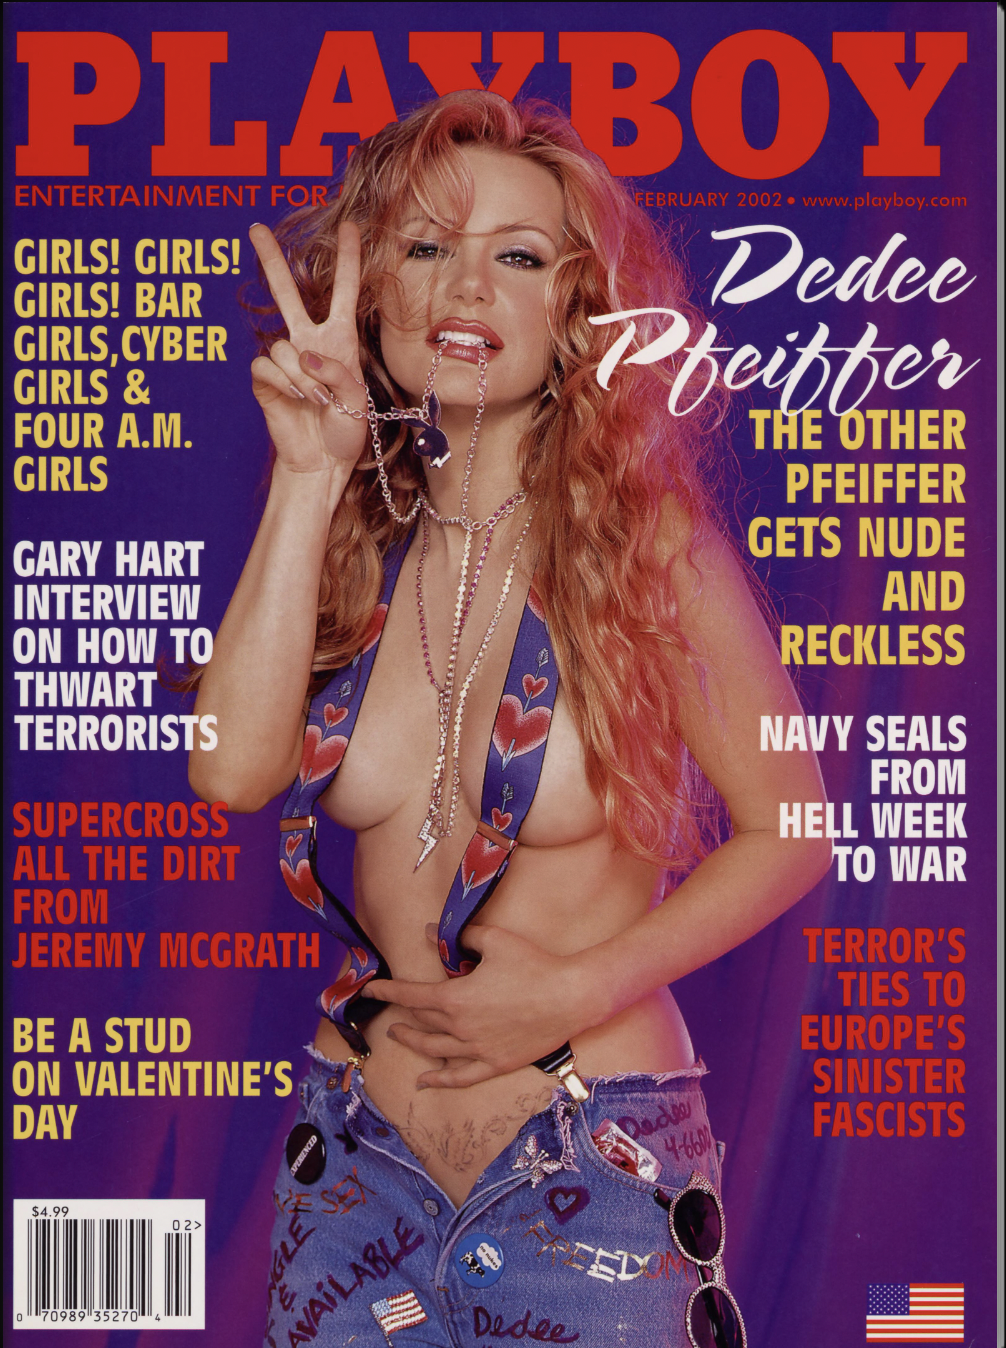 PLAYBOY
ENTERTAINMENT FOR
FEBRUARY 2002 • www.playboy.com
GIRLS! GIRLS!
GIRLS! BAR
GIRLS, CYBER
GIRLS &
FOUR A.M.
GIRLS
GARY HART
INTERVIEW
ON HOW TO
THWART
TERRORISTS
SUPERCROSS
ALL THE DIRT
FROM
JEREMY MCGRATH
BE A STUD
ON VALENTINE'S
DAY
Dedee
Pfeiffer
THE OTHER
PFEIFFER
GETS NUDE
AND
RECKLESS
NAVY SEALS
FROM
HELL WEEK
TO WAR
TERROR'S
TIES TO
EUROPE'S
SINISTER
FASCISTS
Dedee
SEX
FREEDOM
AVAILABLE
Dedee
$4.99
02>
0 70989 35270 4